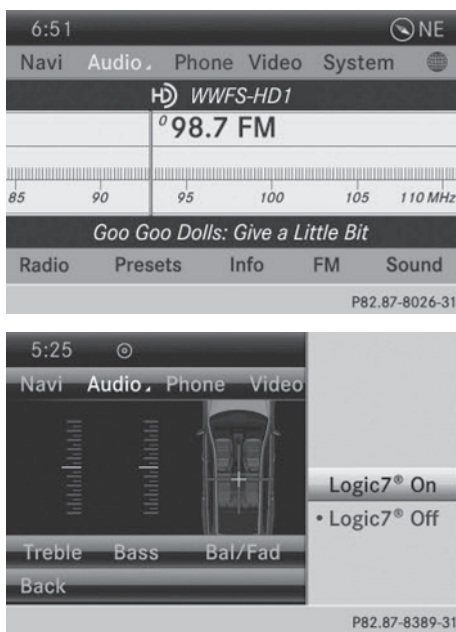 6:51 NE
Navi Audio Phone Video System
HD WWFS-HD1
098.7 FM
85 90 95 100 105 110 MHz
Goo Goo Dolls: Give a Little Bit
Radio Presets Info FM Sound
P82.87-8026-31
5:25
Navi Audio Phone Video
Logic7® On
• Logic7® Off
Treble Bass Bal/Fad
Back
P82.87-8389-31